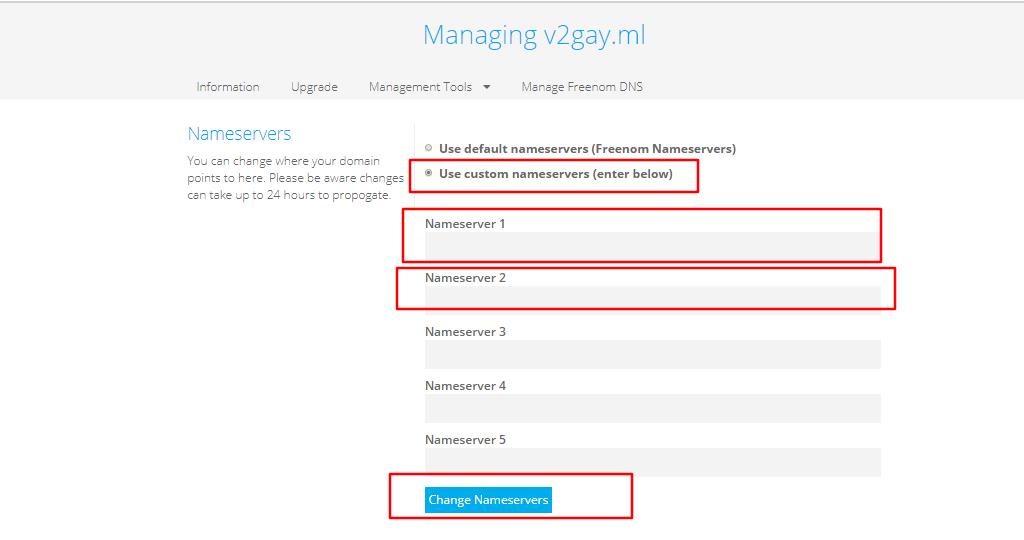 Managing v2gay.ml
Information Upgrade Management Tools Manage Freenom DNS
Nameservers
You can change where your domain
points to here. Please be aware changes
can take up to 24 hours to propogate.
Use default nameservers (Freenom Nameservers)
Use custom nameservers (enter below)
Nameserver 1
Nameserver 2
Nameserver 3
Nameserver 4
Nameserver 5
Change Nameservers